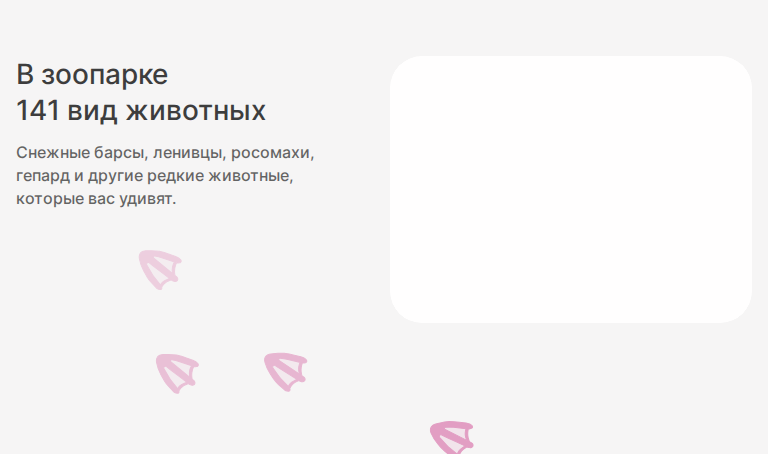 В зоопарке
141 вид животных
Снежные барсы, ленивцы, росомахи,
гепард и другие редкие животные,
которые вас удивят.